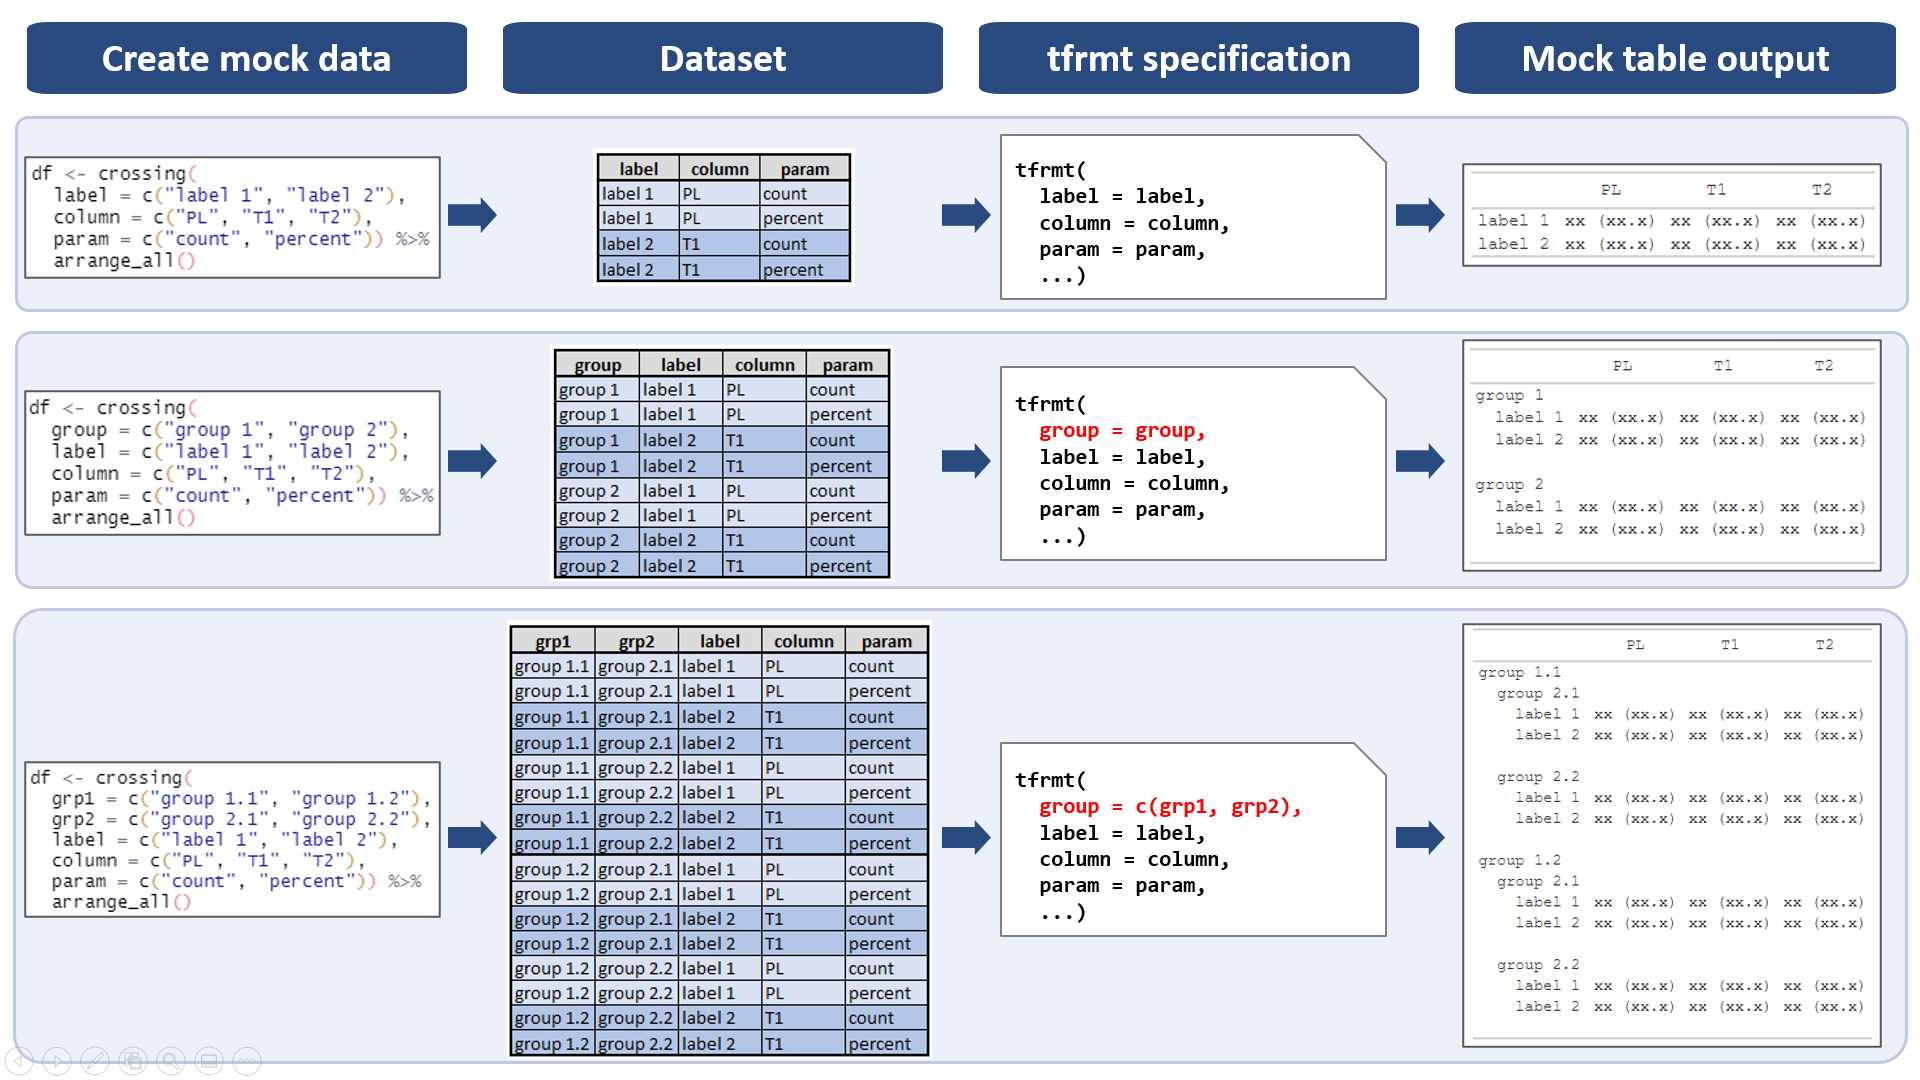 Create mock data
Dataset
tfrmt specification
Mock table output
df <- crossing(
label = c("label 1", "label 2"),
column = c("PL", "T1", "T2"),
param = c("count", "percent")) %>%
arrange_all()
label column param
label 1 PL count
label 1 PL percent
label 2 T1 count
label 2 T1 percent
tfrmt(
label = label,
column = column,
param = param,
...)
PL T1 T2
label 1 xx (xx.x) xx (xx.x) xx (xx.x)
label 2 xx (xx.x) xx (xx.x) xx (xx.x)
df <- crossing(
group = c("group 1", "group 2"),
label = c("label 1", "label 2"),
column = c("PL", "T1", "T2"),
param = c("count", "percent")) %>%
arrange_all()
group label column param
group 1 label 1 PL count
group 1 label 1 PL percent
group 1 label 2 T1 count
group 1 label 2 T1 percent
group 2 label 1 PL count
group 2 label 1 PL percent
group 2 label 2 T1 count
group 2 label 2 T1 percent
tfrmt(
group = group,
label = label,
column = column,
param = param,
...)
PL T1 T2
group 1
label 1 xx (xx.x) xx (xx.x) xx (xx.x)
label 2 xx (xx.x) xx (xx.x) xx (xx.x)
group 2
label 1 xx (xx.x) xx (xx.x) xx (xx.x)
label 2 xx (xx.x) xx (xx.x) xx (xx.x)
df <- crossing(
grp1 = c("group 1.1", "group 1.2"),
grp2 = c("group 2.1", "group 2.2"),
label = c("label 1", "label 2"),
column = c("PL", "T1", "T2"),
param = c("count", "percent")) %>%
arrange_all()
grp1 grp2 label column param
group 1.1 group 2.1 label 1 PL count
group 1.1 group 2.1 label 1 PL percent
group 1.1 group 2.1 label 2 T1 count
group 1.1 group 2.1 label 2 T1 percent
group 1.1 group 2.2 label 1 PL count
group 1.1 group 2.2 label 1 PL percent
group 1.1 group 2.2 label 2 T1 count
group 1.1 group 2.2 label 2 T1 percent
group 1.2 group 2.1 label 1 PL count
group 1.2 group 2.1 label 1 PL percent
group 1.2 group 2.1 label 2 T1 count
group 1.2 group 2.1 label 2 T1 percent
group 1.2 group 2.2 label 1 PL count
group 1.2 group 2.2 label 1 PL percent
group 1.2 group 2.2 label 2 T1 count
group 1.2 group 2.2 label 2 T1 percent
tfrmt(
group = c(grp1, grp2),
label = label,
column = column,
param = param,
...)
PL T1 T2
group 1.1
group 2.1
label 1 xx (xx.x) xx (xx.x) xx (xx.x)
label 2 xx (xx.x) xx (xx.x) xx (xx.x)
group 2.2
label 1 xx (xx.x) xx (xx.x) xx (xx.x)
label 2 xx (xx.x) xx (xx.x) xx (xx.x)
group 1.2
group 2.1
label 1 xx (xx.x) xx (xx.x) xx (xx.x)
label 2 xx (xx.x) xx (xx.x) xx (xx.x)
group 2.2
label 1 xx (xx.x) xx (xx.x) xx (xx.x)
label 2 xx (xx.x) xx (xx.x) xx (xx.x)